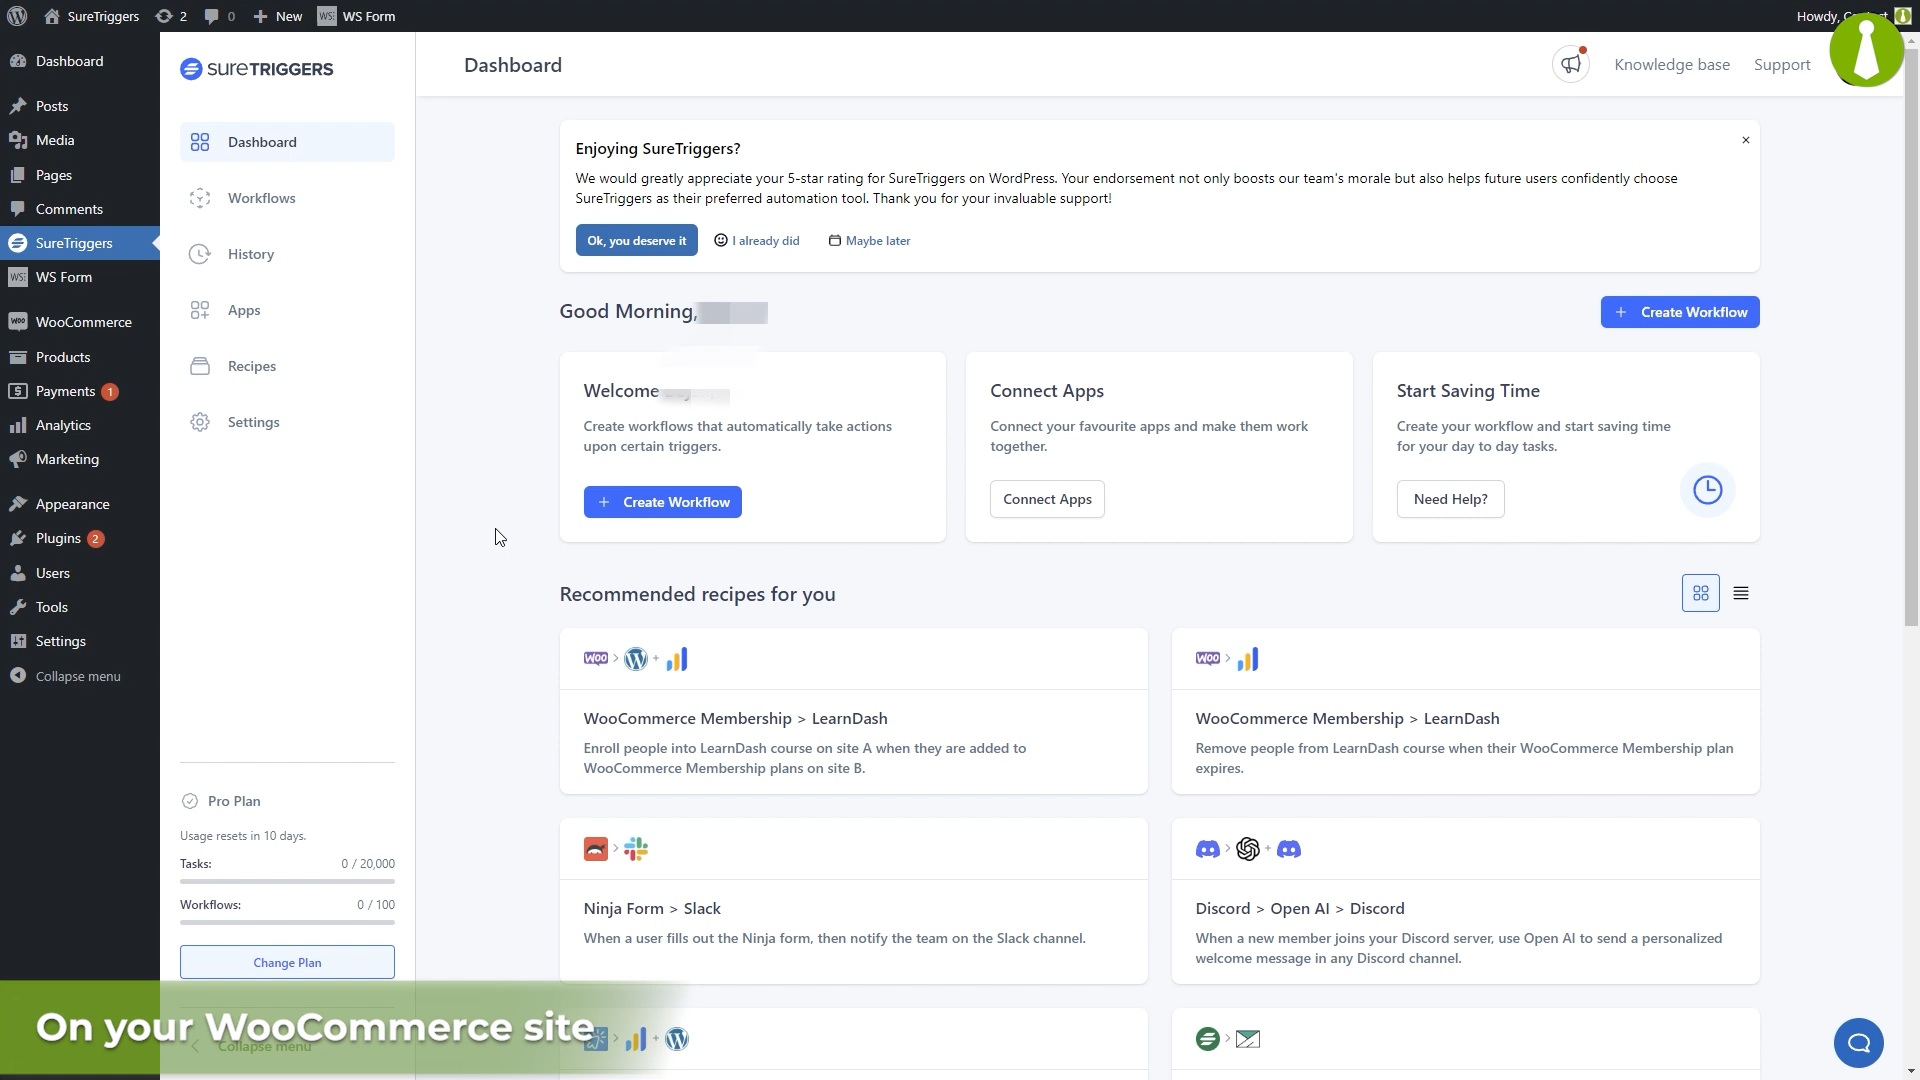 SureTriggers
2
0
New
WS: WS Form
Howdy,
Dashboard
Posts
Media
Pages
Comments
SureTriggers
WS: WS Form
WOO WooCommerce
Products
Payments 1
Analytics
Marketing
Appearance
Plugins 2
Users
Tools
Settings
Collapse menu
sureTRIGGERS
Dashboard
Workflows
History
Apps
Recipes
Settings
Pro Plan
Usage resets in 10 days.
Tasks: 0 / 20,000
Workflows: 0 / 100
Change Plan
Collapse menu
Dashboard
Knowledge base
Support
Enjoying SureTriggers?
We would greatly appreciate your 5-star rating for SureTriggers on WordPress. Your endorsement not only boosts our team's morale but also helps future users confidently choose
SureTriggers as their preferred automation tool. Thank you for your invaluable support!
Ok, you deserve it
I already did
Maybe later
Good Morning,
Create Workflow
Welcome
Create workflows that automatically take actions
upon certain triggers.
Create Workflow
Connect Apps
Connect your favourite apps and make them work
together.
Connect Apps
Start Saving Time
Create your workflow and start saving time
for your day to day tasks.
Need Help?
Recommended recipes for you
WOO > +
WooCommerce Membership > LearnDash
Enroll people into LearnDash course on site A when they are added to
WooCommerce Membership plans on site B.
WOO >
WooCommerce Membership > LearnDash
Remove people from LearnDash course when their WooCommerce Membership plan
expires.
>
Ninja Form > Slack
When a user fills out the Ninja form, then notify the team on the Slack channel.
> +
Discord > Open AI > Discord
When a new member joins your Discord server, use Open AI to send a personalized
welcome message in any Discord channel.
> +
>
On your WooCommerce site